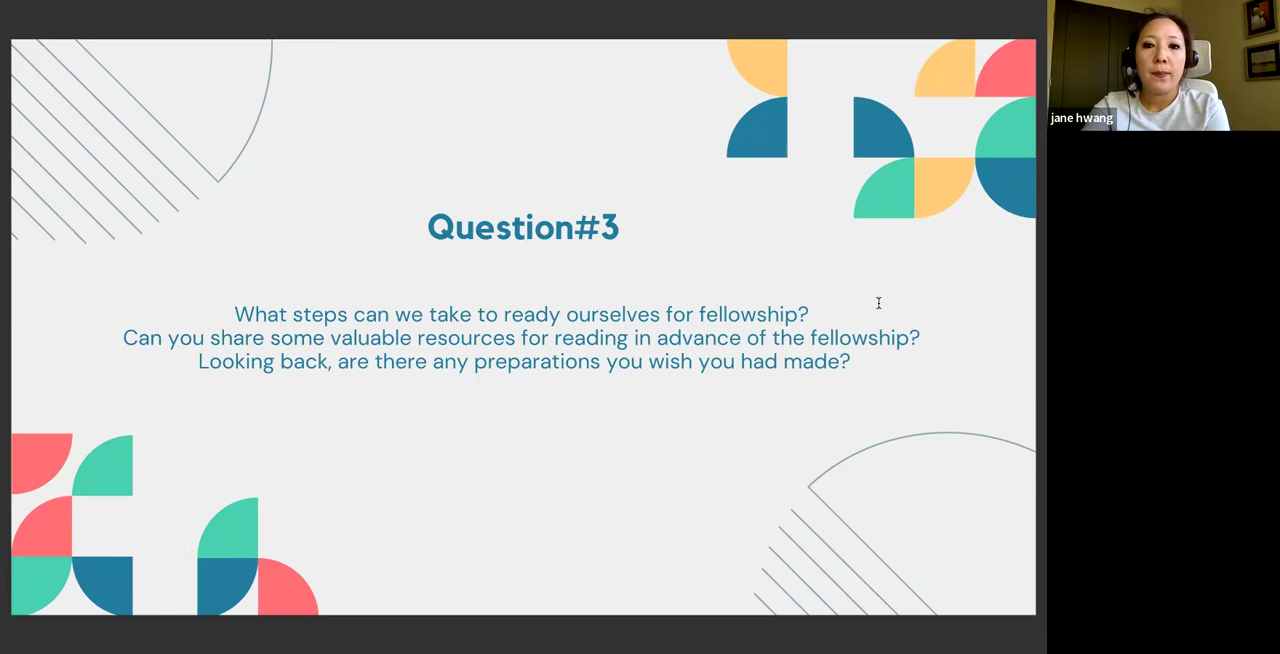 Question#3
What steps can we take to ready ourselves for fellowship?
Can you share some valuable resources for reading in advance of the fellowship?
Looking back, are there any preparations you wish you had made?
jane hwang